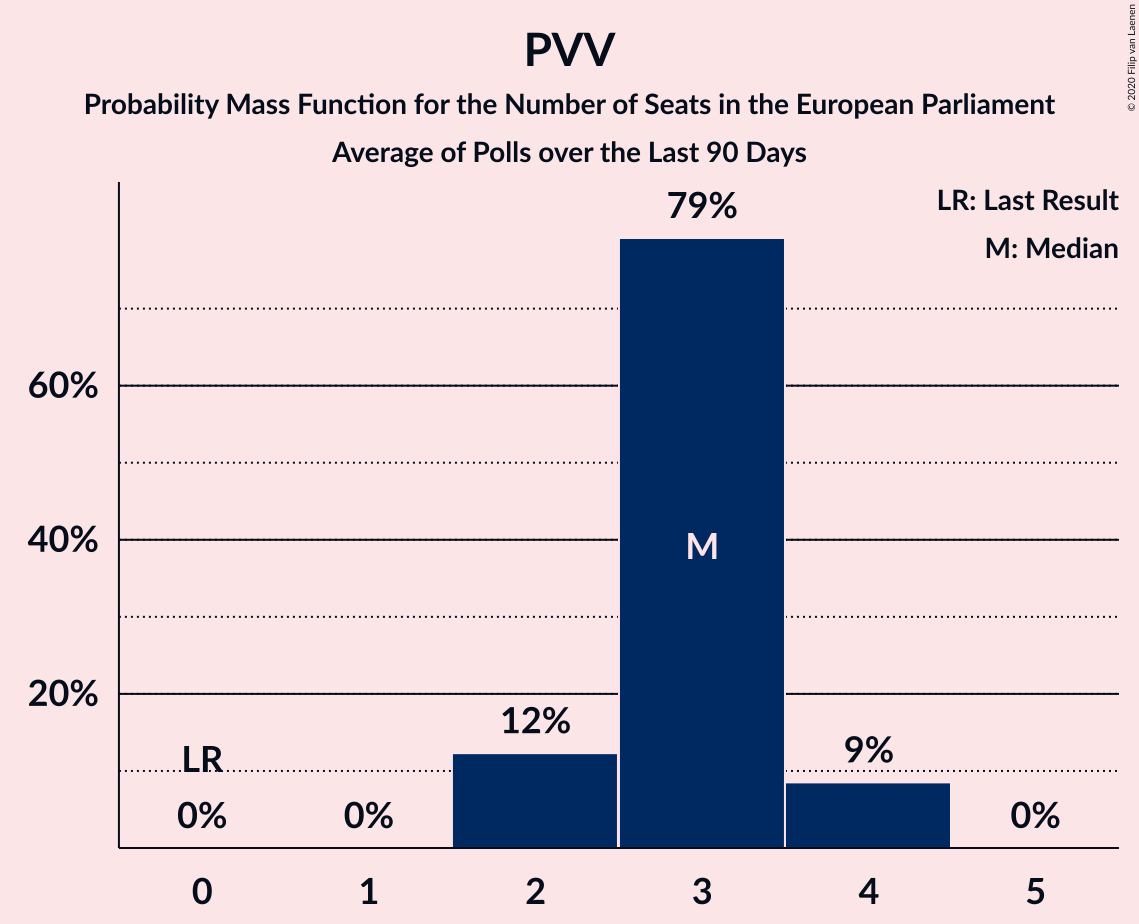 PVV
Probability Mass Function for the Number of Seats in the European Parliament
Average of Polls over the Last 90 Days
© 2020 Filip van Laenen
LR: Last Result
M: Median
79%
60%
40%
M
20%
12%
9%
LR
0%
0%
0%
0
1
2
3
4
5